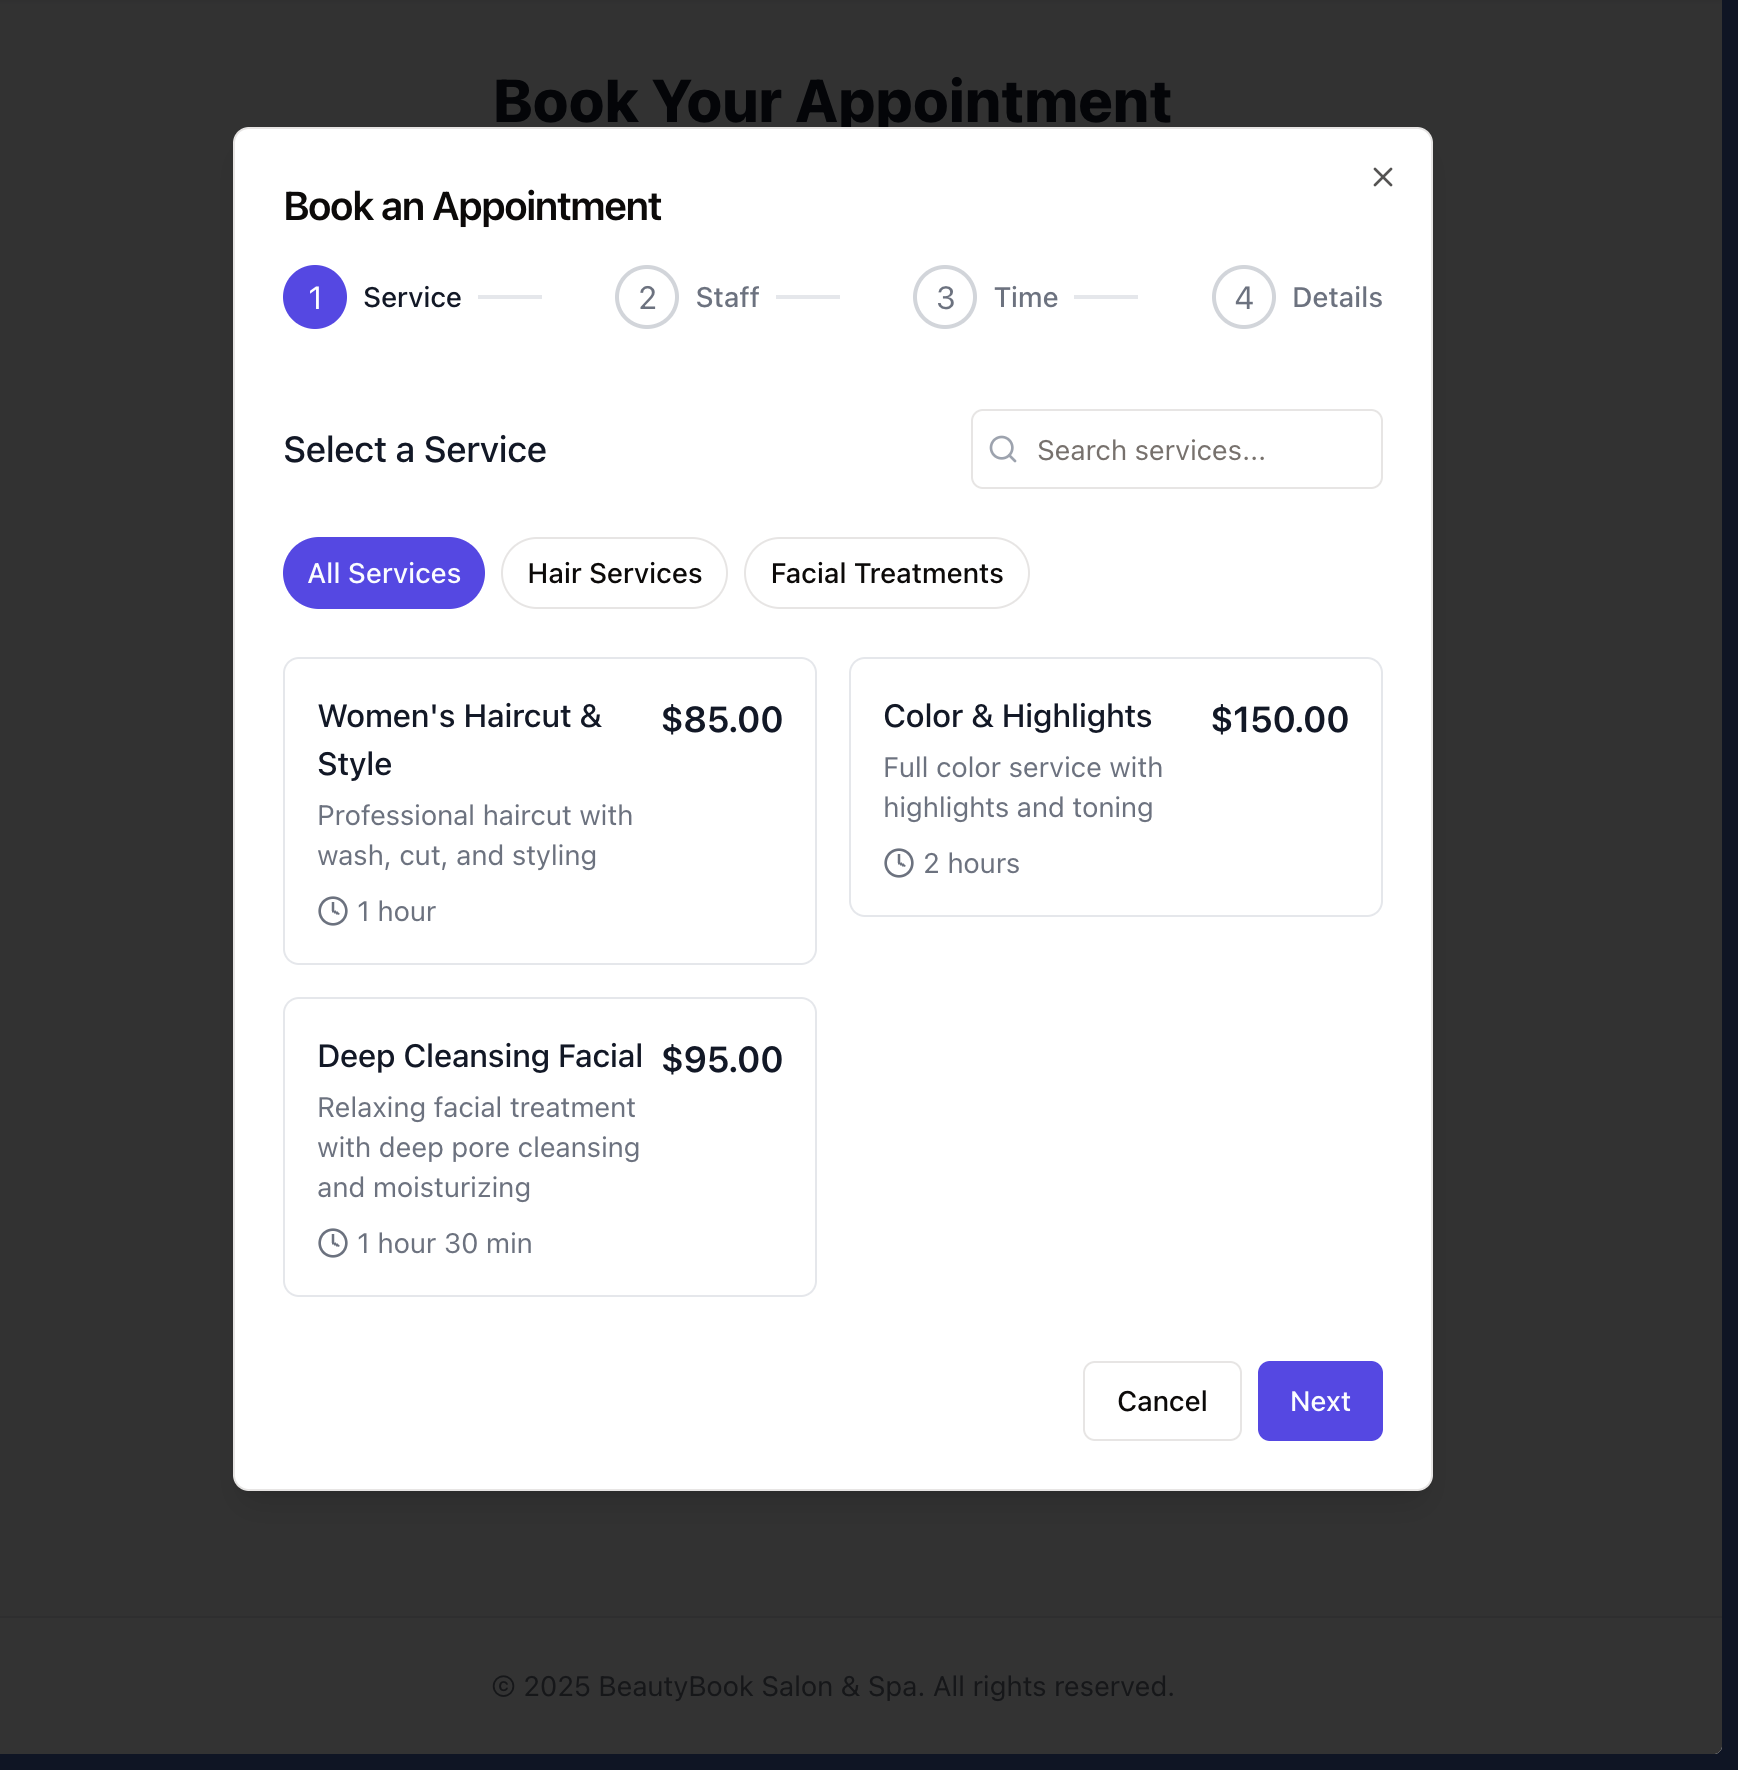 Book Your Appointment
Book an Appointment
1 Service
2 Staff
3 Time
4 Details
Select a Service
Search services...
All Services
Hair Services
Facial Treatments
Women's Haircut &
Style
$85.00
Professional haircut with
wash, cut, and styling
1 hour
Color & Highlights
$150.00
Full color service with
highlights and toning
2 hours
Deep Cleansing Facial
$95.00
Relaxing facial treatment
with deep pore cleansing
and moisturizing
1 hour 30 min
Cancel
Next
© 2025 BeautyBook Salon & Spa. All rights reserved.